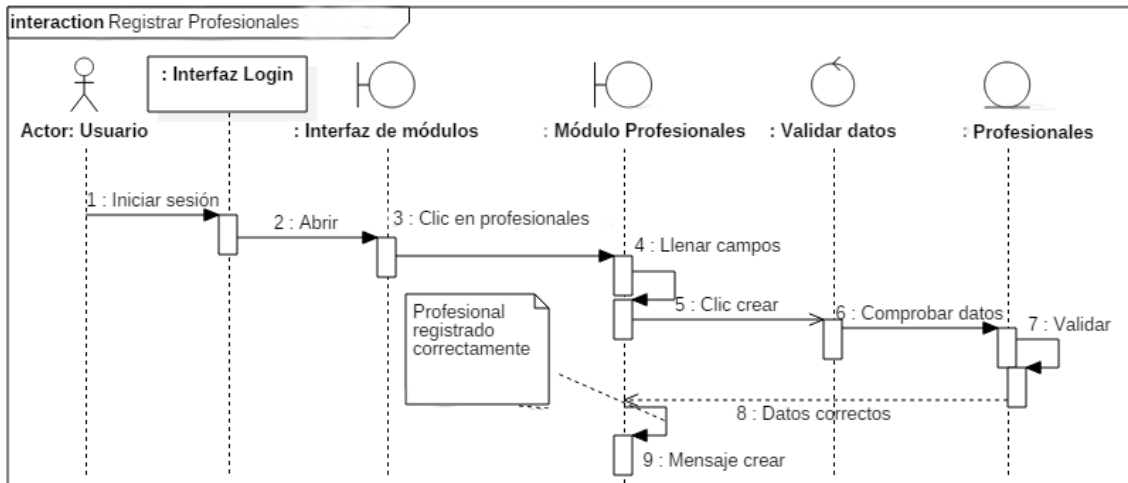 interaction Registrar Profesionales
: Interfaz Login
Actor: Usuario
: Interfaz de módulos
: Módulo Profesionales
: Validar datos
: Profesionales
1 : Iniciar sesión
2 : Abrir
3 : Clic en profesionales
4 : Llenar campos
5 : Clic crear
6 : Comprobar datos
7 : Validar
Profesional
registrado
correctamente
8 : Datos correctos
9 : Mensaje crear